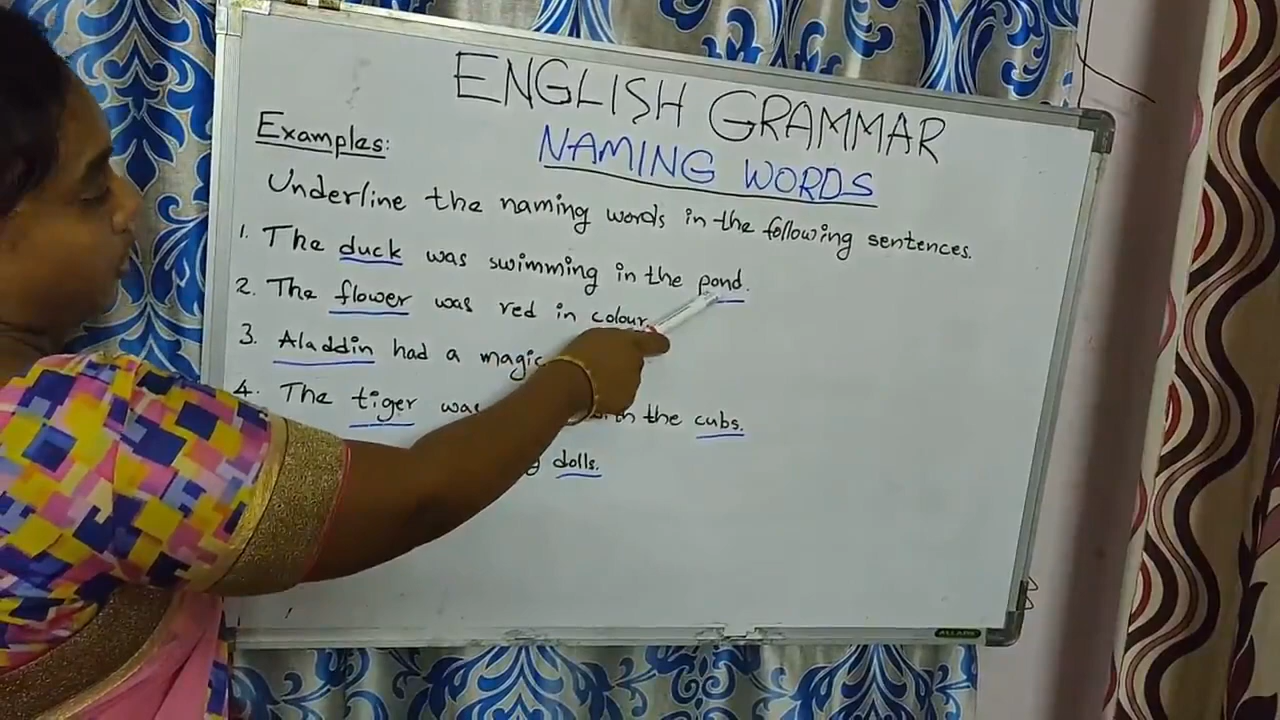 ENGLISH GRAMMAR
NAMING WORDS
Examples:
Underline the naming words in the following sentences.
1. The duck was swimming in the pond.
2. The flower was red in colour
3. Aladdin had a magic
4. The tiger was the cubs.
dolls.
ALLARK